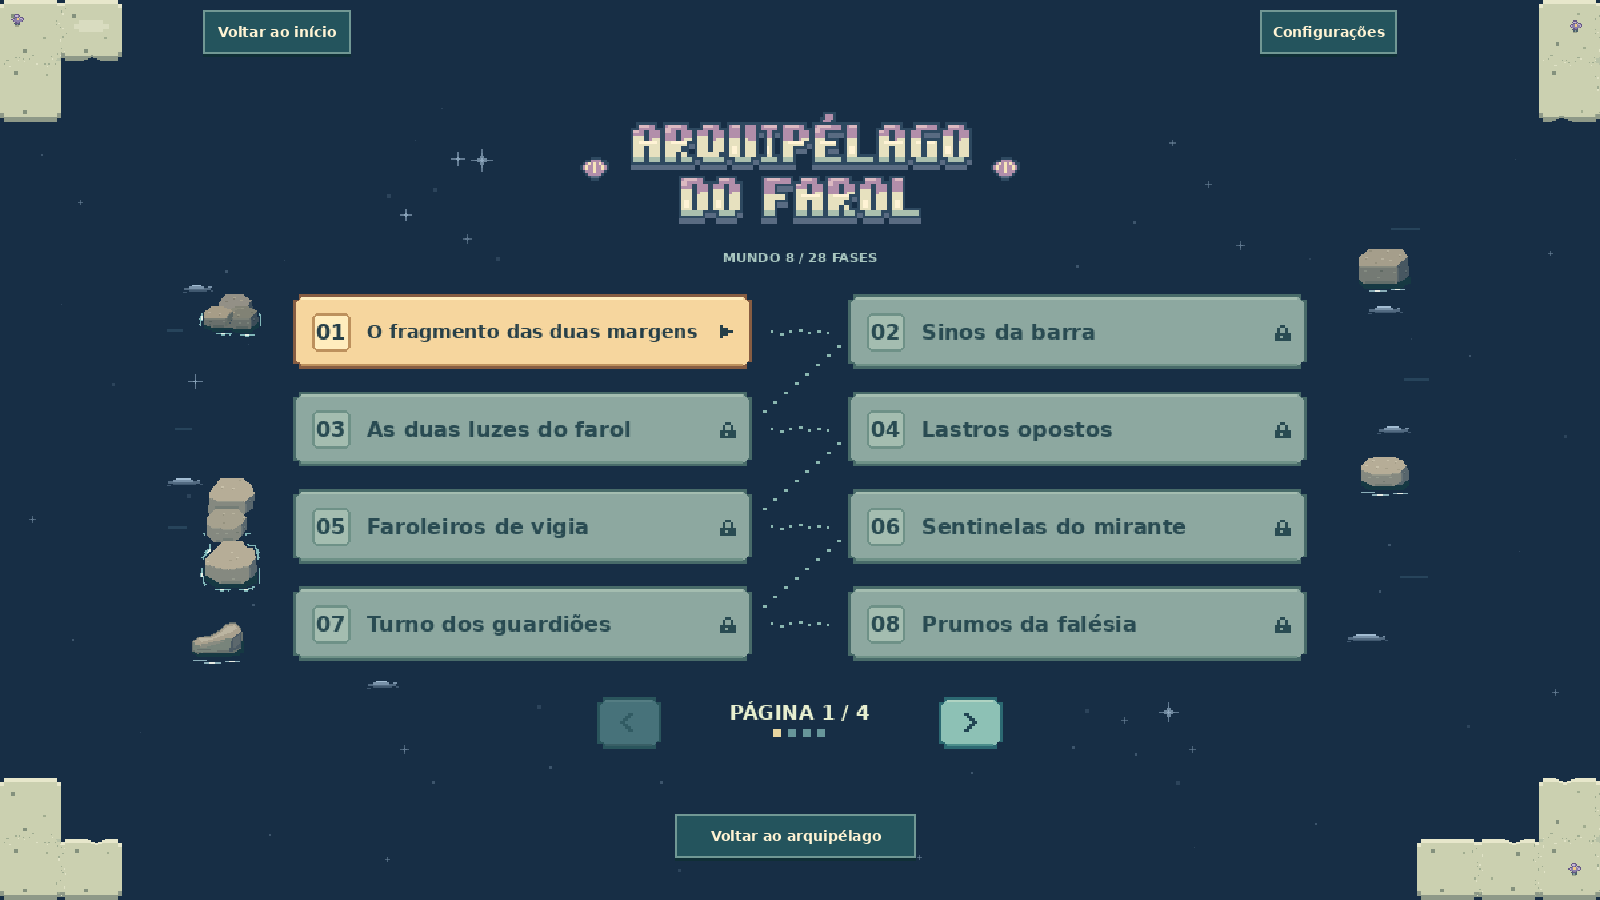 Voltar ao início
Configurações
ARQUIPÉLAGO
DO FAROL
MUNDO 8 / 28 FASES
01 O fragmento das duas margens
02 Sinos da barra
03 As duas luzes do farol
04 Lastros opostos
05 Faroleiros de vigia
06 Sentinelas do mirante
07 Turno dos guardiões
08 Prumos da falésia
PÁGINA 1 / 4
Voltar ao arquipélago